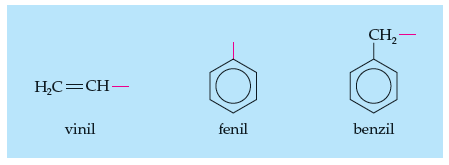 CH₂—
H₂C=CH—
vinil fenil benzil